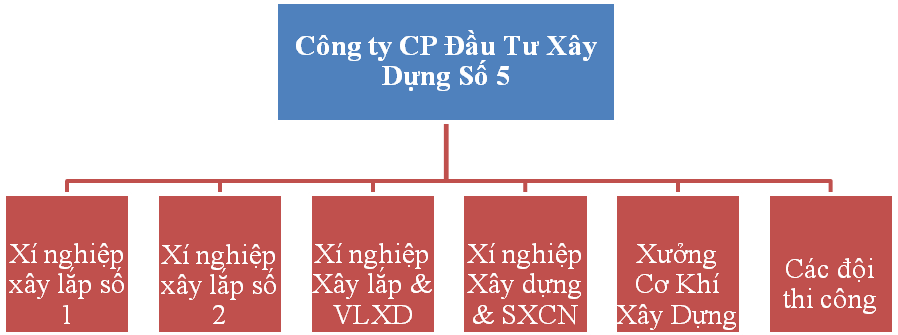 Công ty CP Đầu Tư Xây
Dựng Số 5
Xí nghiệp
xây lắp số
1
Xí nghiệp
xây lắp số
2
Xí nghiệp
Xây lắp &
VLXD
Xí nghiệp
Xây dựng
& SXCN
Xưởng
Cơ Khí
Xây Dựng
Các đội
thi công